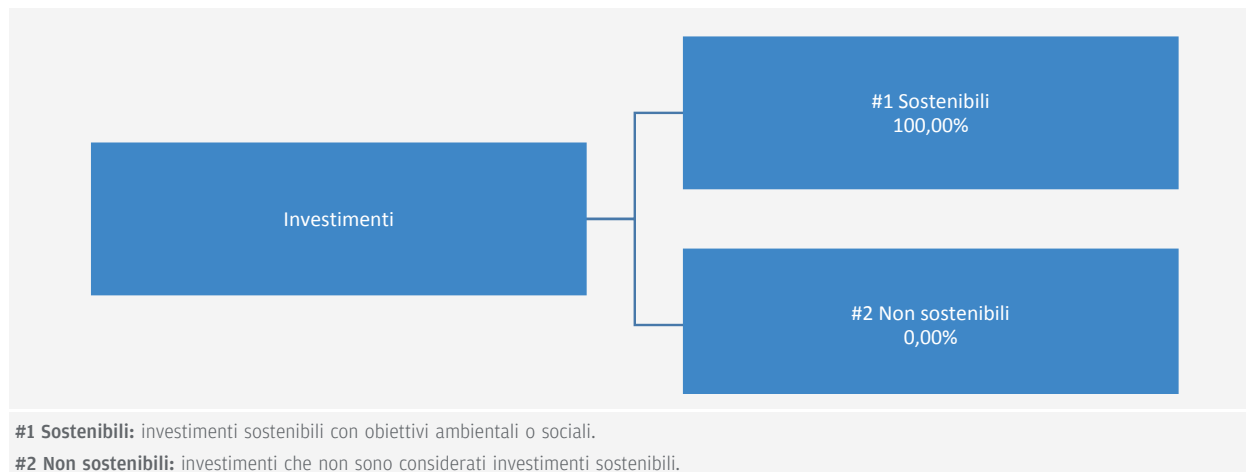 #1 Sostenibili
100,00%
Investimenti
#2 Non sostenibili
0,00%
#1 Sostenibili: investimenti sostenibili con obiettivi ambientali o sociali.
#2 Non sostenibili: investimenti che non sono considerati investimenti sostenibili.